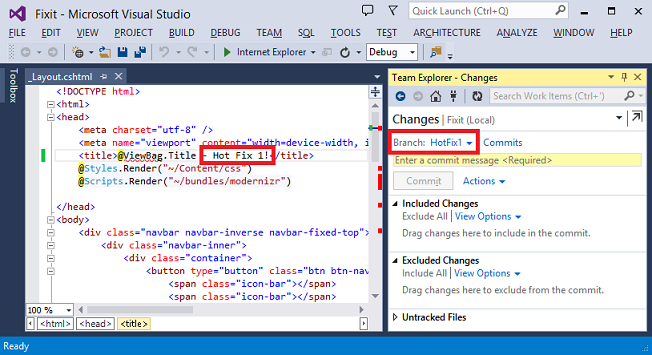 Fixit - Microsoft Visual Studio
Quick Launch (Ctrl+Q)
FILE EDIT VIEW PROJECT BUILD DEBUG TEAM SQL TOOLS TEST ARCHITECTURE ANALYZE WINDOW HELP
Internet Explorer Debug
Toolbox
_Layout.cshtml
<!DOCTYPE html>
<html>
<head>
<meta charset="utf-8" />
<meta name="viewport" content="width=device-width, i
<title>@ViewBag.Title - Hot Fix 1!</title>
@Styles.Render("~/Content/css")
@Scripts.Render("~/bundles/modernizr")
</head>
<body>
<div class="navbar navbar-inverse navbar-fixed-top">
<div class="navbar-inner">
<div class="container">
<button type="button" class="btn btn-nav
<span class="icon-bar"></span>
<span class="icon-bar"></span>
100 %
<html> <head> <title>
Team Explorer - Changes
Search Work Items (Ctrl+')
Changes | Fixit (Local)
Branch: HotFix1 Commits
Enter a commit message <Required>
Commit Actions
Included Changes
Exclude All | View Options
Drag changes here to include in the commit.
Excluded Changes
Include All | View Options
Drag changes here to exclude from the commit.
Untracked Files
Ready